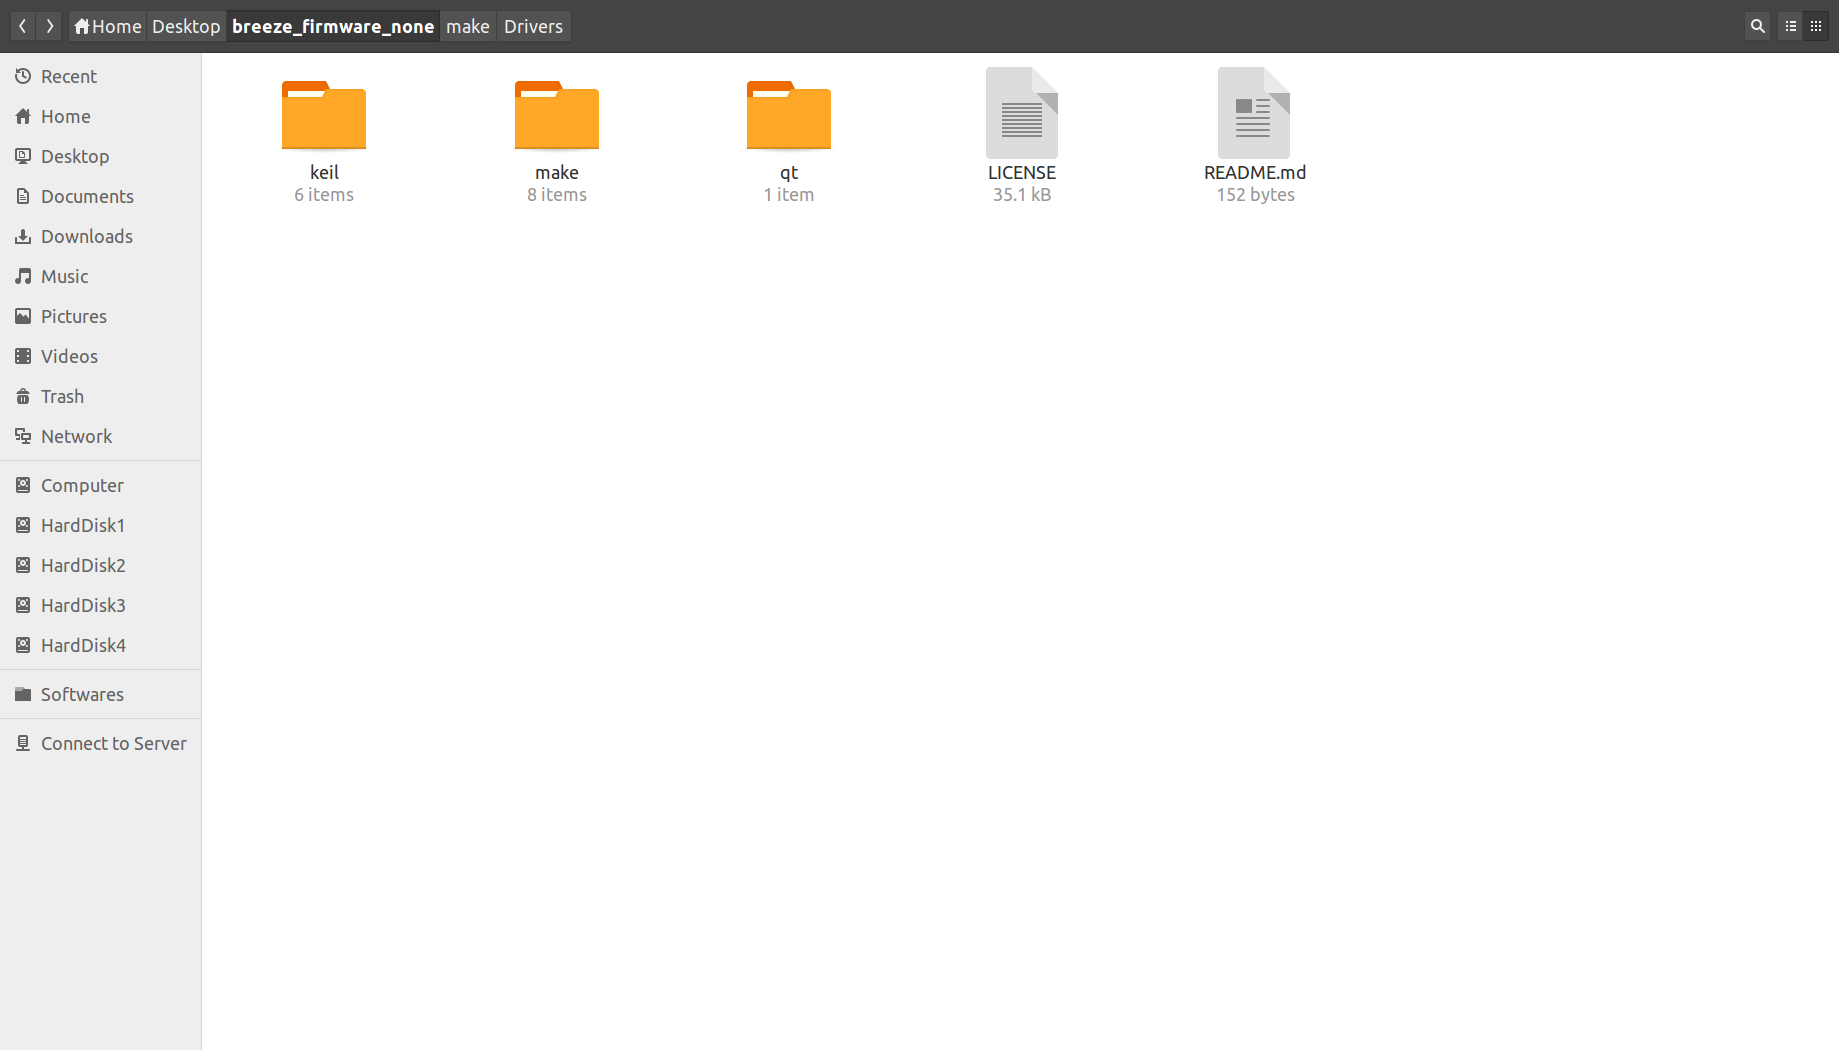 Home Desktop breeze_firmware_none make Drivers
Recent
Home
Desktop
Documents
Downloads
Music
Pictures
Videos
Trash
Network
Computer
HardDisk1
HardDisk2
HardDisk3
HardDisk4
Softwares
Connect to Server
keil
6 items
make
8 items
qt
1 item
LICENSE
35.1 kB
README.md
152 bytes